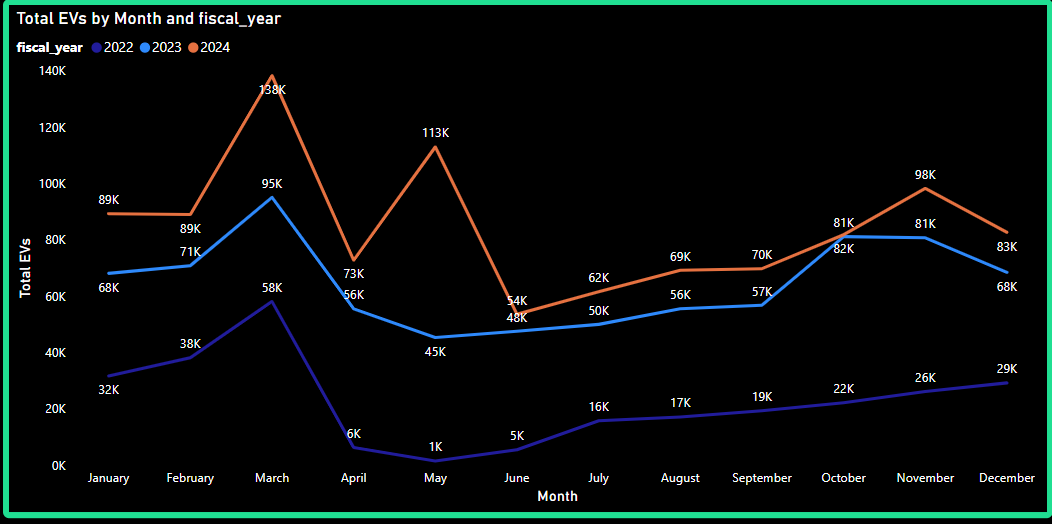 Total EVs by Month and fiscal_year
fiscal_year 2022 2023 2024
140K
120K
100K
80K
60K
40K
20K
0K
Total EVs
89K
89K
138K
73K
113K
54K
62K
69K
70K
82K
98K
83K
68K
71K
95K
56K
45K
48K
50K
56K
57K
81K
81K
68K
32K
38K
58K
6K
1K
5K
16K
17K
19K
22K
26K
29K
January February March April May June July August September October November December
Month